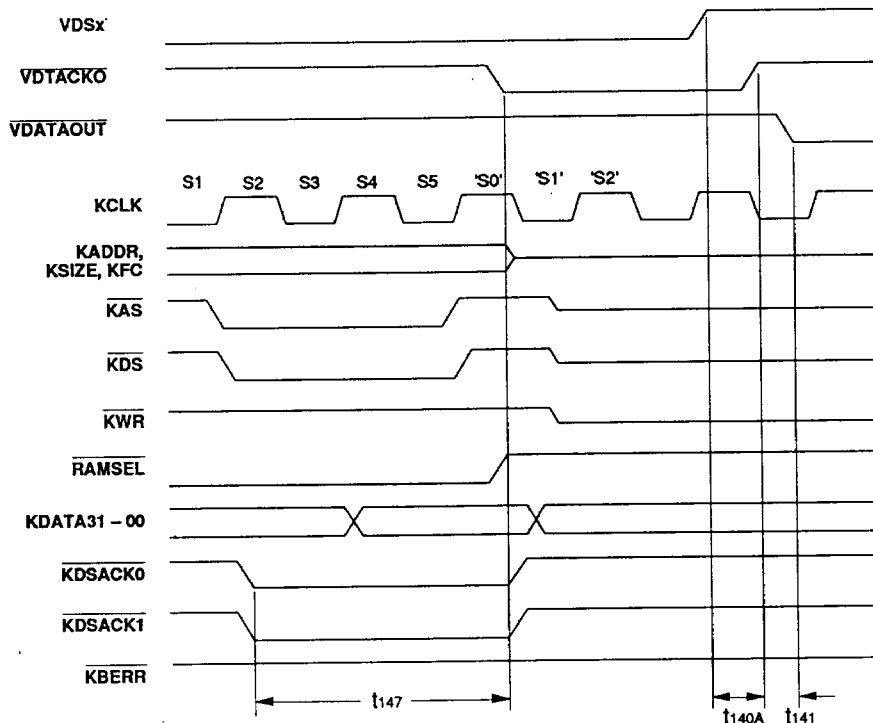 VDSx
VDTACKO
VDATAOUT
S1 S2 S3 S4 S5 'S0' 'S1' 'S2'
KCLK
KADDR,
KSIZE, KFC
KAS
KDS
KWR
RAMSEL
KDATA31 – 00
KDSACK0
KDSACK1
KBERR
t147
t140A t141